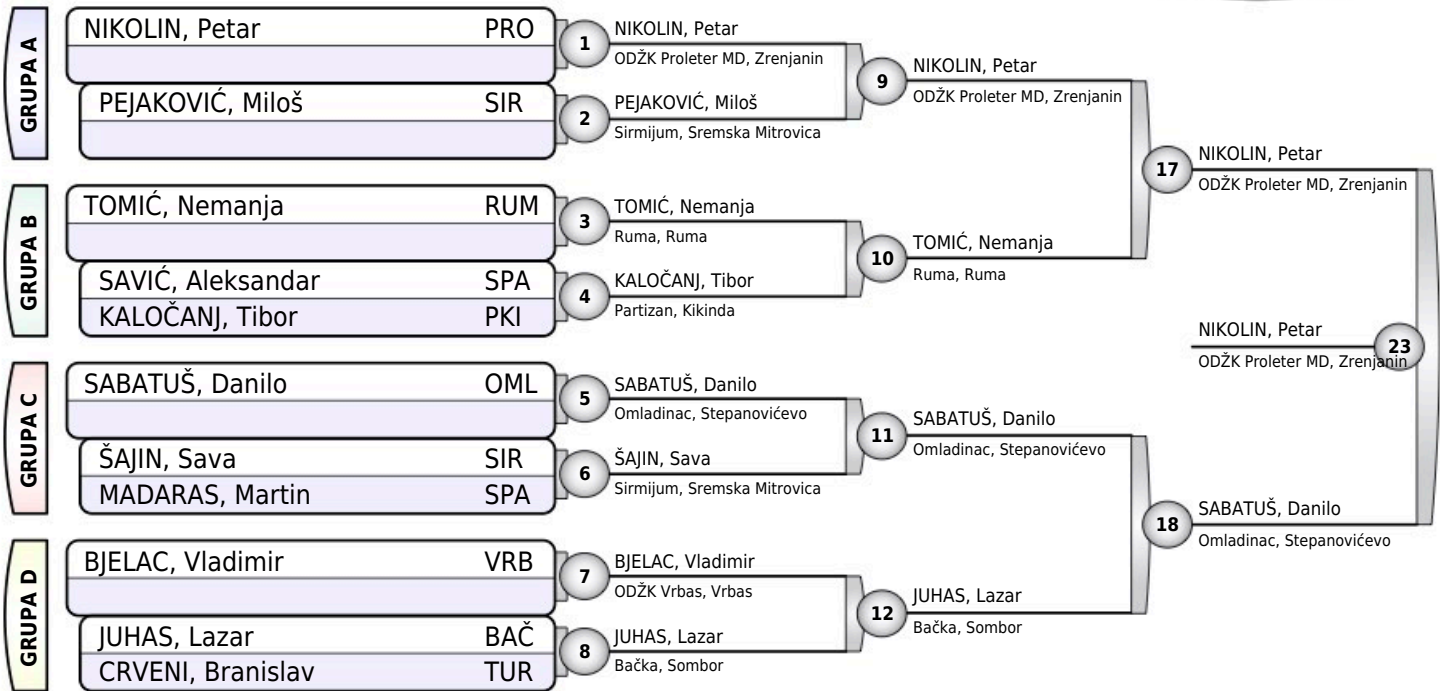 GRUPA A
NIKOLIN, Petar PRO
PEJAKOVIĆ, Miloš SIR
1
NIKOLIN, Petar
ODŽK Proleter MD, Zrenjanin
2
PEJAKOVIĆ, Miloš
Sirmijum, Sremska Mitrovica
9
NIKOLIN, Petar
ODŽK Proleter MD, Zrenjanin
GRUPA B
TOMIĆ, Nemanja RUM
SAVIĆ, Aleksandar SPA
KALOČANJ, Tibor PKI
3
TOMIĆ, Nemanja
Ruma, Ruma
4
KALOČANJ, Tibor
Partizan, Kikinda
10
TOMIĆ, Nemanja
Ruma, Ruma
17
NIKOLIN, Petar
ODŽK Proleter MD, Zrenjanin
GRUPA C
SABATUŠ, Danilo OML
ŠAJIN, Sava SIR
MADARAS, Martin SPA
5
SABATUŠ, Danilo
Omladinac, Stepanovićevo
6
ŠAJIN, Sava
Sirmijum, Sremska Mitrovica
11
SABATUŠ, Danilo
Omladinac, Stepanovićevo
GRUPA D
BJELAC, Vladimir VRB
JUHAS, Lazar BAČ
CRVENI, Branislav TUR
7
BJELAC, Vladimir
ODŽK Vrbas, Vrbas
8
JUHAS, Lazar
Bačka, Sombor
12
JUHAS, Lazar
Bačka, Sombor
18
SABATUŠ, Danilo
Omladinac, Stepanovićevo
NIKOLIN, Petar
ODŽK Proleter MD, Zrenjanin
23